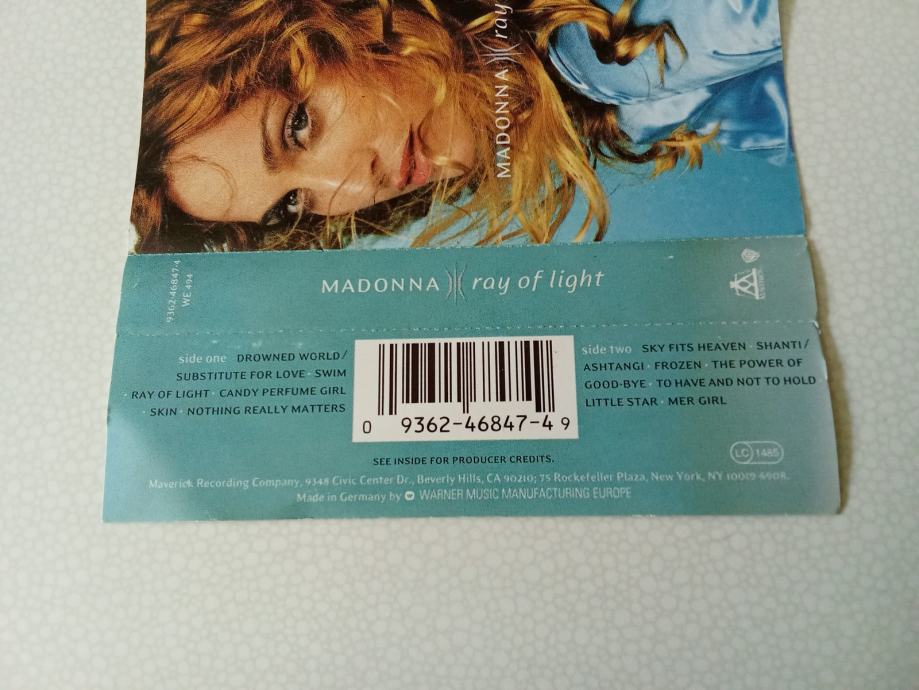 MADONNA ray
9362-46847-4
WE 494
MADONNA ray of light
MAVERICK
side one DROWNED WORLD/
SUBSTITUTE FOR LOVE · SWIM
· RAY OF LIGHT · CANDY PERFUME GIRL
· SKIN · NOTHING REALLY MATTERS
0 9362-46847-4 9
side two SKY FITS HEAVEN · SHANTI/
ASHTANGI · FROZEN · THE POWER OF
GOOD-BYE · TO HAVE AND NOT TO HOLD
LITTLE STAR · MER GIRL
SEE INSIDE FOR PRODUCER CREDITS.
LC 1485
Maverick Recording Company, 9348 Civic Center Dr., Beverly Hills, CA 90210; 75 Rockefeller Plaza, New York, NY 10019-6908.
Made in Germany by WARNER MUSIC MANUFACTURING EUROPE